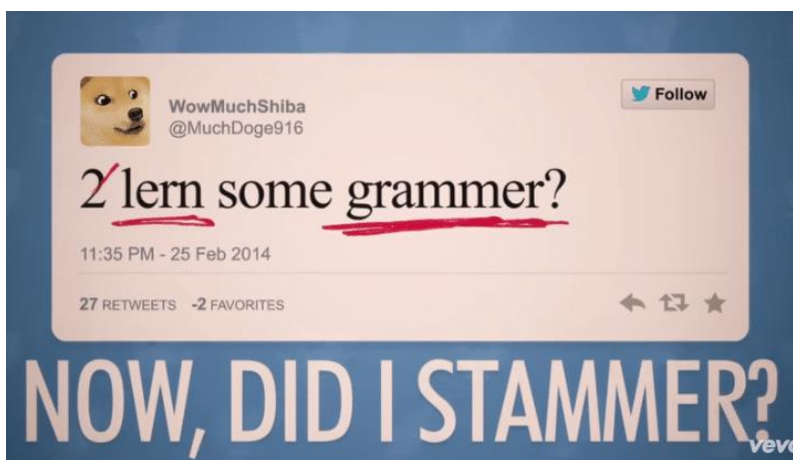 WowMuchShiba
Follow
@MuchDoge916
2 lern some grammer?
11:35 PM - 25 Feb 2014
27 RETWEETS -2 FAVORITES
NOW, DID I STAMMER?
vevo